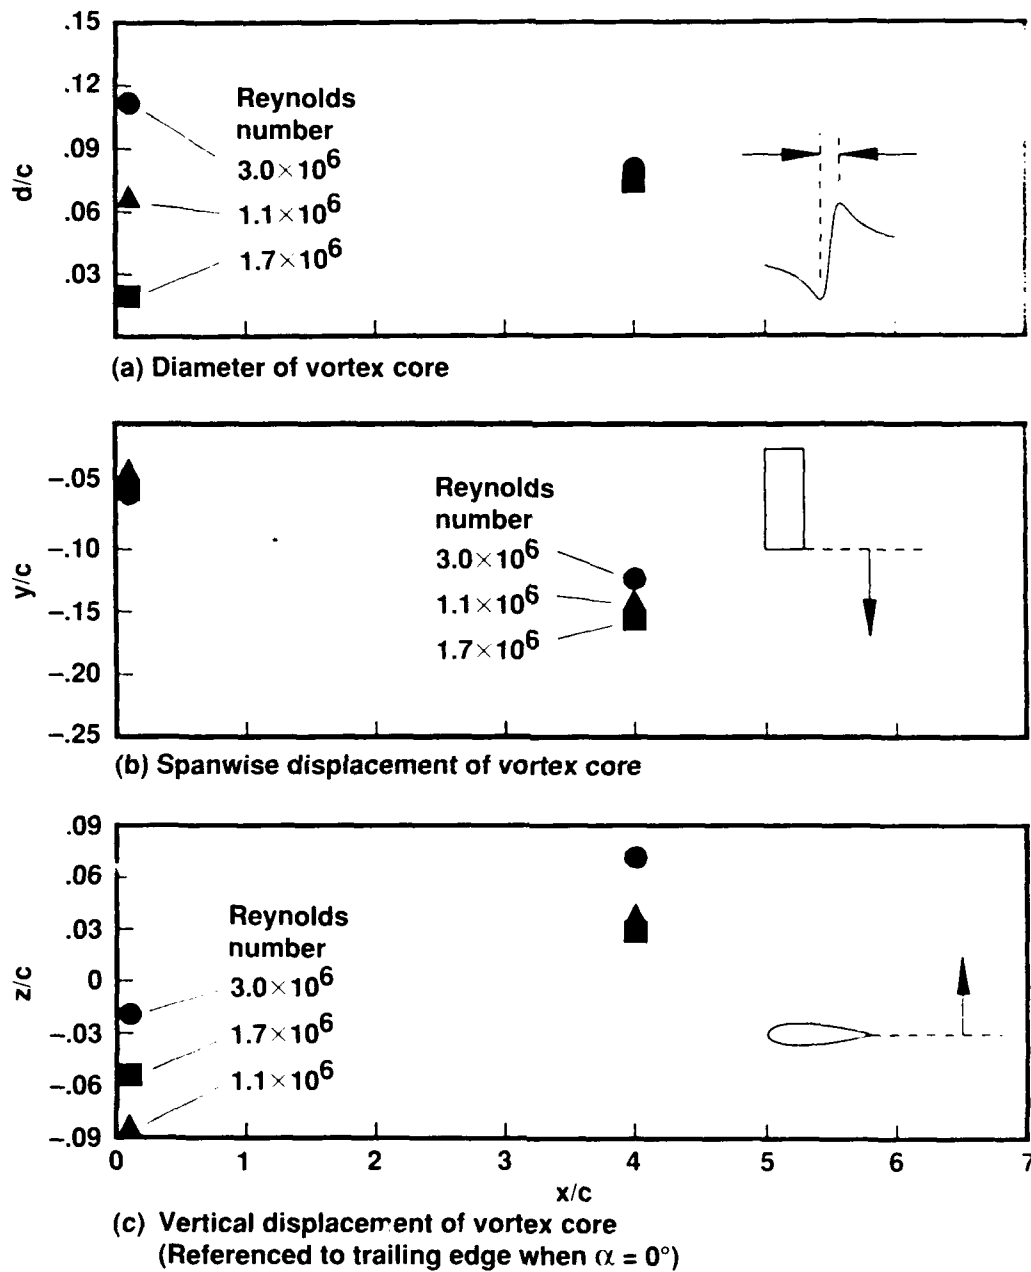 .15
.12
.09
.06
.03
d/c
Reynolds
number
3.0×10⁶
1.1×10⁶
1.7×10⁶
(a) Diameter of vortex core
–.05
–.10
–.15
–.20
–.25
y/c
Reynolds
number
3.0×10⁶
1.1×10⁶
1.7×10⁶
(b) Spanwise displacement of vortex core
.09
.06
.03
0
–.03
–.06
–.09
z/c
Reynolds
number
3.0×10⁶
1.7×10⁶
1.1×10⁶
0 1 2 3 4 5 6 7
x/c
(c) Vertical displacement of vortex core
(Referenced to trailing edge when α = 0°)